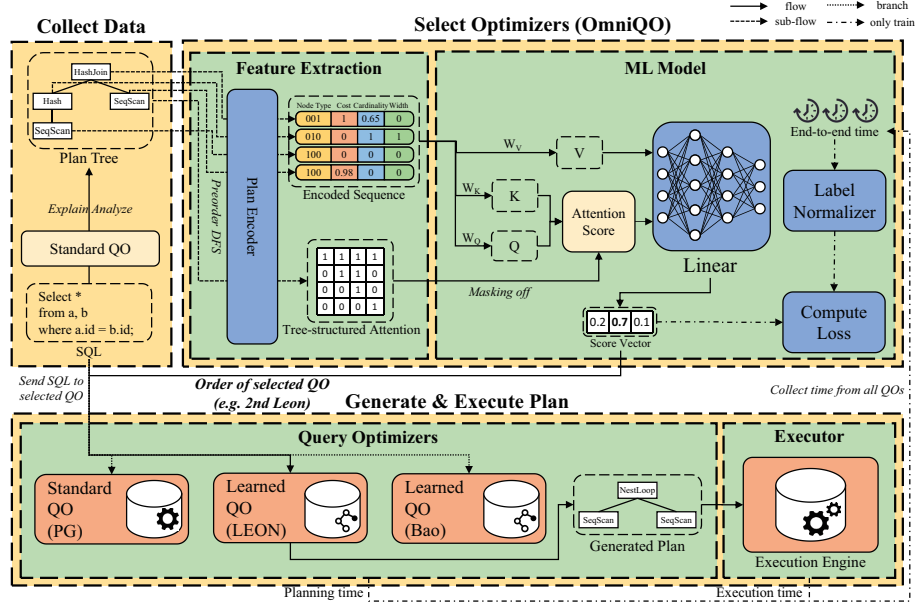 flow
branch
sub-flow
only train
Collect Data
Select Optimizers (OmniQO)
HashJoin
Hash
SeqScan
SeqScan
Plan Tree
Explain Analyze
Standard QO
Select *
from a, b
where a.id = b.id;
SQL
Feature Extraction
Preorder DFS
Plan Encoder
Node Type Cost Cardinality Width
001 1 0.65 0
010 0 1 1
100 0 0 0
100 0.98 0 0
Encoded Sequence
1 1 1 1
0 1 1 0
0 0 1 0
0 0 0 1
Tree-structured Attention
ML Model
W_V
V
W_K
K
W_Q
Q
Attention
Score
Masking off
Linear
0.2 0.7 0.1
Score Vector
End-to-end time
Label
Normalizer
Compute
Loss
Send SQL to
selected QO
Order of selected QO
(e.g. 2nd Leon)
Collect time from all QOs
Generate & Execute Plan
Query Optimizers
Standard
QO
(PG)
Learned
QO
(LEON)
Learned
QO
(Bao)
NestLoop
SeqScan
SeqScan
Generated Plan
Executor
Execution Engine
Planning time
Execution time